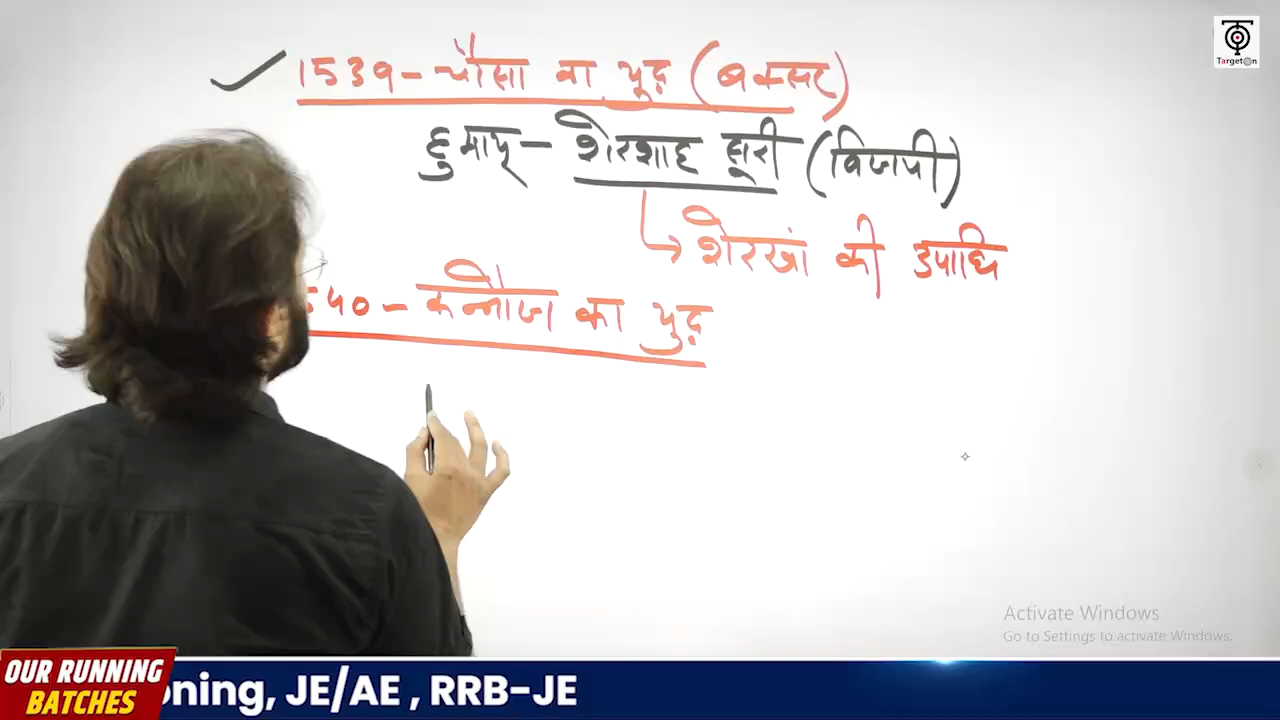 1539 - चौसा का युद्ध (बक्सर)
हुमायू - शेरशाह सूरी (विजयी)
शेरखां की उपाधि
540 - कन्नौज का युद्ध
TargetOn
Activate Windows
Go to Settings to activate Windows.
OUR RUNNING
BATCHES
oning, JE/AE , RRB-JE